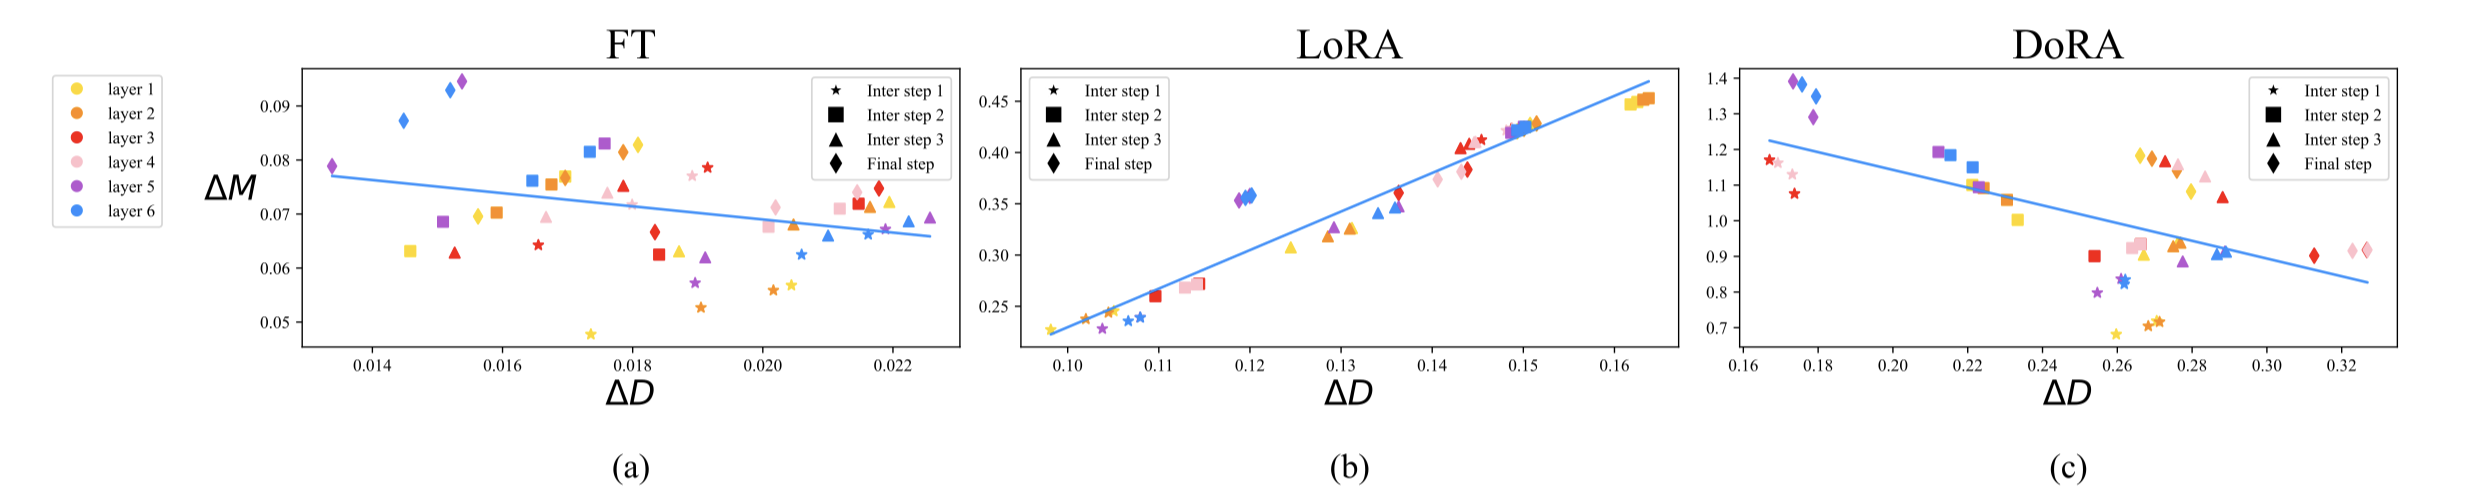 FT
LoRA
DoRA
layer 1
layer 2
layer 3
layer 4
layer 5
layer 6
ΔM
0.09
0.08
0.07
0.06
0.05
Inter step 1
Inter step 2
Inter step 3
Final step
0.014 0.016 0.018 0.020 0.022
ΔD
(a)
0.45
0.40
0.35
0.30
0.25
Inter step 1
Inter step 2
Inter step 3
Final step
0.10 0.11 0.12 0.13 0.14 0.15 0.16
ΔD
(b)
1.4
1.3
1.2
1.1
1.0
0.9
0.8
0.7
Inter step 1
Inter step 2
Inter step 3
Final step
0.16 0.18 0.20 0.22 0.24 0.26 0.28 0.30 0.32
ΔD
(c)